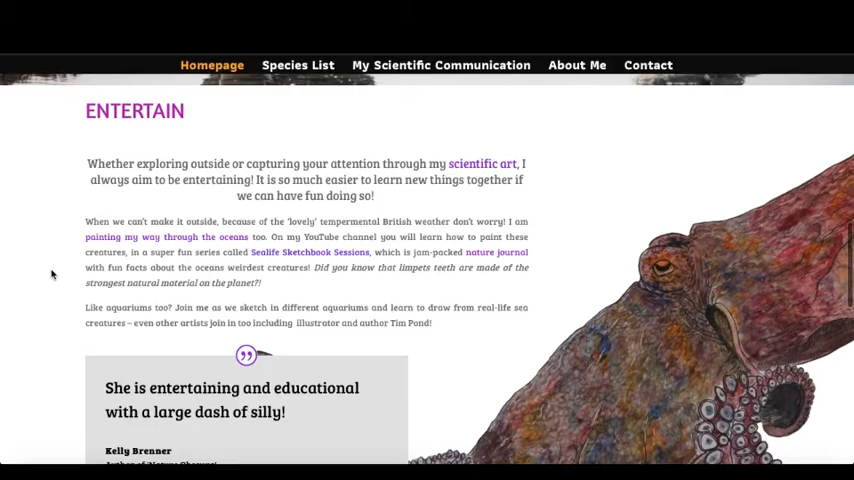 Homepage Species List My Scientific Communication About Me Contact
ENTERTAIN
Whether exploring outside or capturing your attention through my scientific art, I
always aim to be entertaining! It is so much easier to learn new things together if
we can have fun doing so!
When we can't make it outside, because of the 'lovely' tempermental British weather don't worry! I am
painting my way through the oceans too. On my YouTube channel you will learn how to paint these
creatures, in a super fun series called Sealife Sketchbook Sessions, which is jam-packed nature journal
with fun facts about the oceans weirdest creatures! Did you know that limpets teeth are made of the
strongest natural material on the planet?!
Like aquariums too? Join me as we sketch in different aquariums and learn to draw from real-life sea
creatures – even other artists join in too including illustrator and author Tim Pond!
She is entertaining and educational
with a large dash of silly!
Kelly Brenner